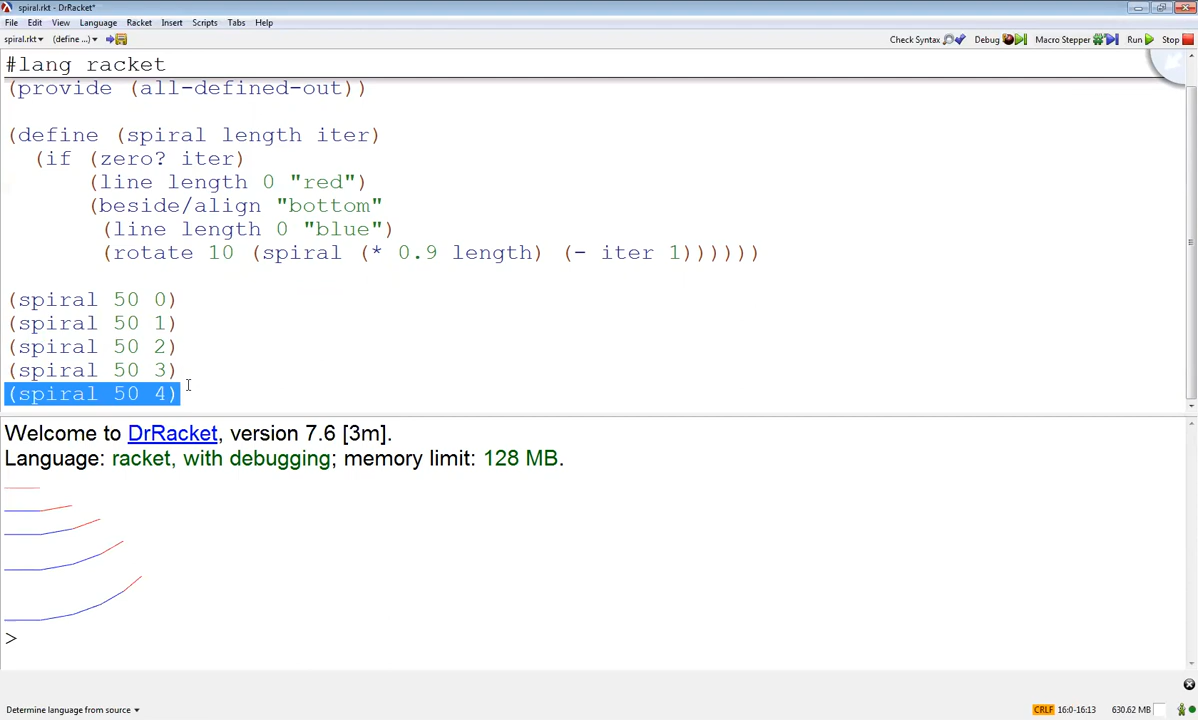 spiral.rkt - DrRacket*
File Edit View Language Racket Insert Scripts Tabs Help
spiral.rkt (define ...) Check Syntax Debug Macro Stepper Run Stop
#lang racket
(provide (all-defined-out))
(define (spiral length iter)
(if (zero? iter)
(line length 0 "red")
(beside/align "bottom"
(line length 0 "blue")
(rotate 10 (spiral (* 0.9 length) (- iter 1))))))
(spiral 50 0)
(spiral 50 1)
(spiral 50 2)
(spiral 50 3)
(spiral 50 4)
Welcome to DrRacket, version 7.6 [3m].
Language: racket, with debugging; memory limit: 128 MB.
>
Determine language from source CRLF 16:0-16:13 630.62 MB